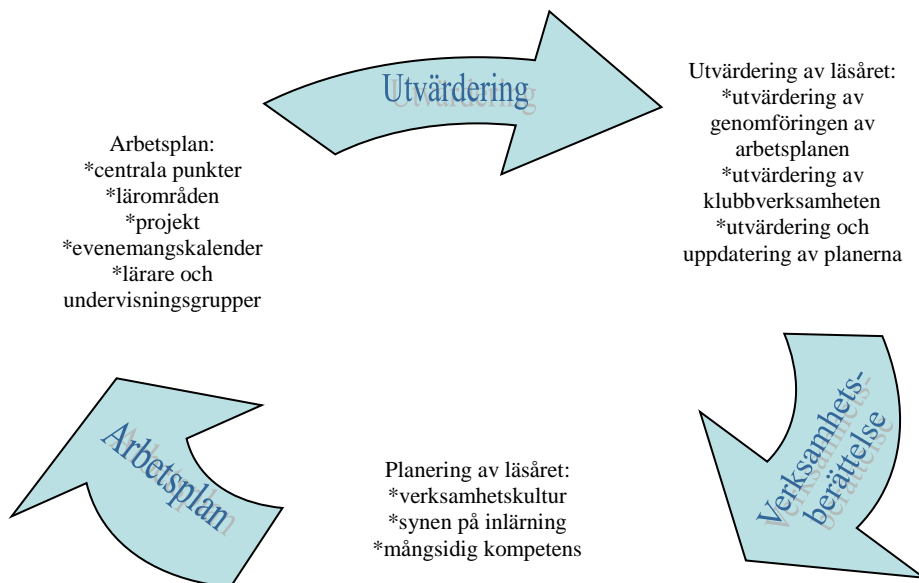 Utvärdering
Utvärdering av läsåret:
*utvärdering av
genomföringen av
arbetsplanen
*utvärdering av
klubbverksamheten
*utvärdering och
uppdatering av planerna
Arbetsplan:
*centrala punkter
*lärområden
*projekt
*evenemangskalender
*lärare och
undervisningsgrupper
Verksamhets-
berättelse
Arbetsplan
Planering av läsåret:
*verksamhetskultur
*synen på inlärning
*mångsidig kompetens